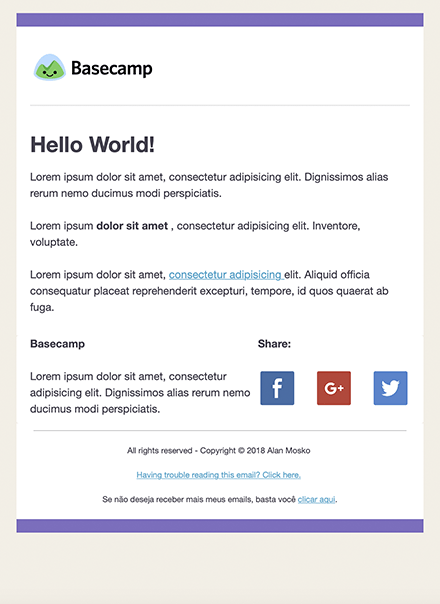 Basecamp
Hello World!
Lorem ipsum dolor sit amet, consectetur adipisicing elit. Dignissimos alias
rerum nemo ducimus modi perspiciatis.
Lorem ipsum dolor sit amet , consectetur adipisicing elit. Inventore,
voluptate.
Lorem ipsum dolor sit amet, consectetur adipisicing elit. Aliquid officia
consequatur placeat reprehenderit excepturi, tempore, id quos quaerat ab
fuga.
Basecamp
Lorem ipsum dolor sit amet, consectetur
adipisicing elit. Dignissimos alias rerum nemo
ducimus modi perspiciatis.
Share:
f
G+
All rights reserved - Copyright © 2018 Alan Mosko
Having trouble reading this email? Click here.
Se não deseja receber mais meus emails, basta você clicar aqui.